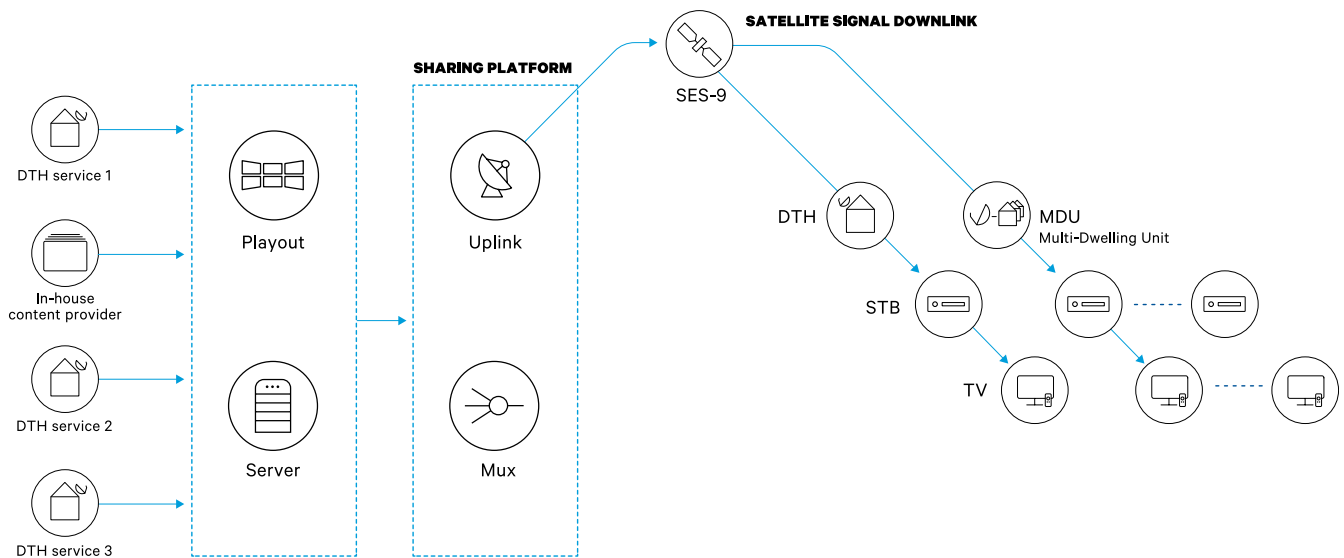 SATELLITE SIGNAL DOWNLINK
SHARING PLATFORM
SES-9
DTH service 1
Playout
Uplink
DTH
MDU
Multi-Dwelling Unit
In-house
content provider
STB
DTH service 2
TV
Server
Mux
DTH service 3